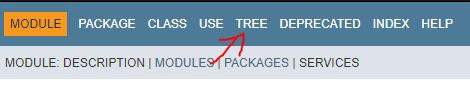 MODULE PACKAGE CLASS USE TREE DEPRECATED INDEX HELP
MODULE: DESCRIPTION | MODULES | PACKAGES | SERVICES